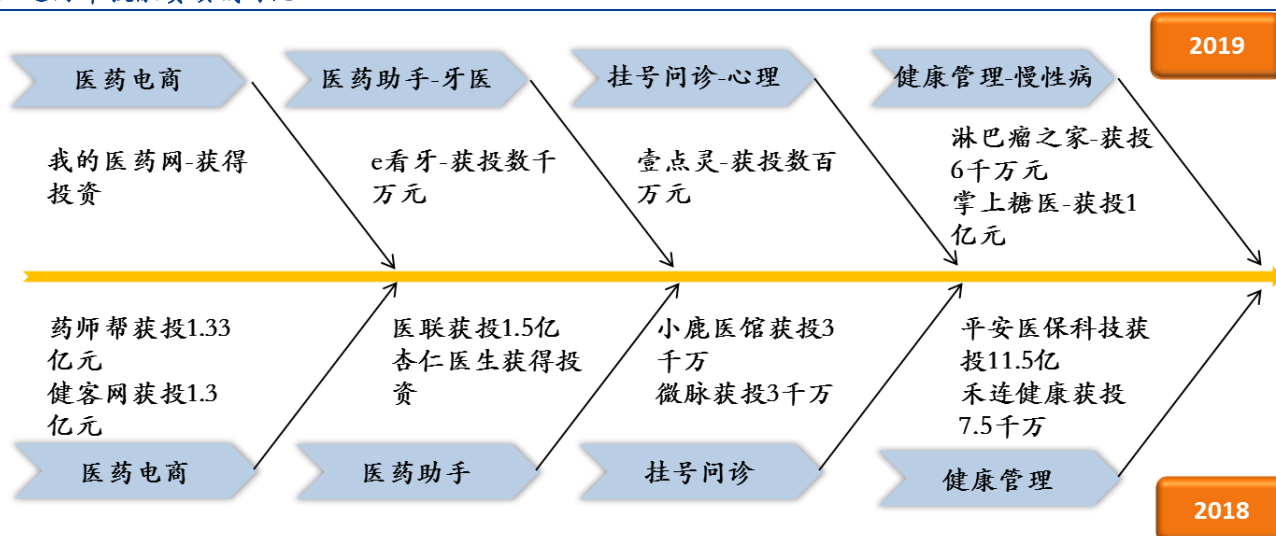 2019
医药电商
医药助手-牙医
挂号问诊-心理
健康管理-慢性病
我的医药网-获得
投资
e看牙-获投数千
万元
壹点灵-获投数百
万元
淋巴瘤之家-获投
6千万元
掌上糖医-获投1
亿元
药师帮获投1.33
亿元
健客网获投1.3
亿元
医联获投1.5亿
杏仁医生获得投
资
小鹿医馆获投3
千万
微脉获投3千万
平安医保科技获
投11.5亿
禾连健康获投
7.5千万
医药电商
医药助手
挂号问诊
健康管理
2018